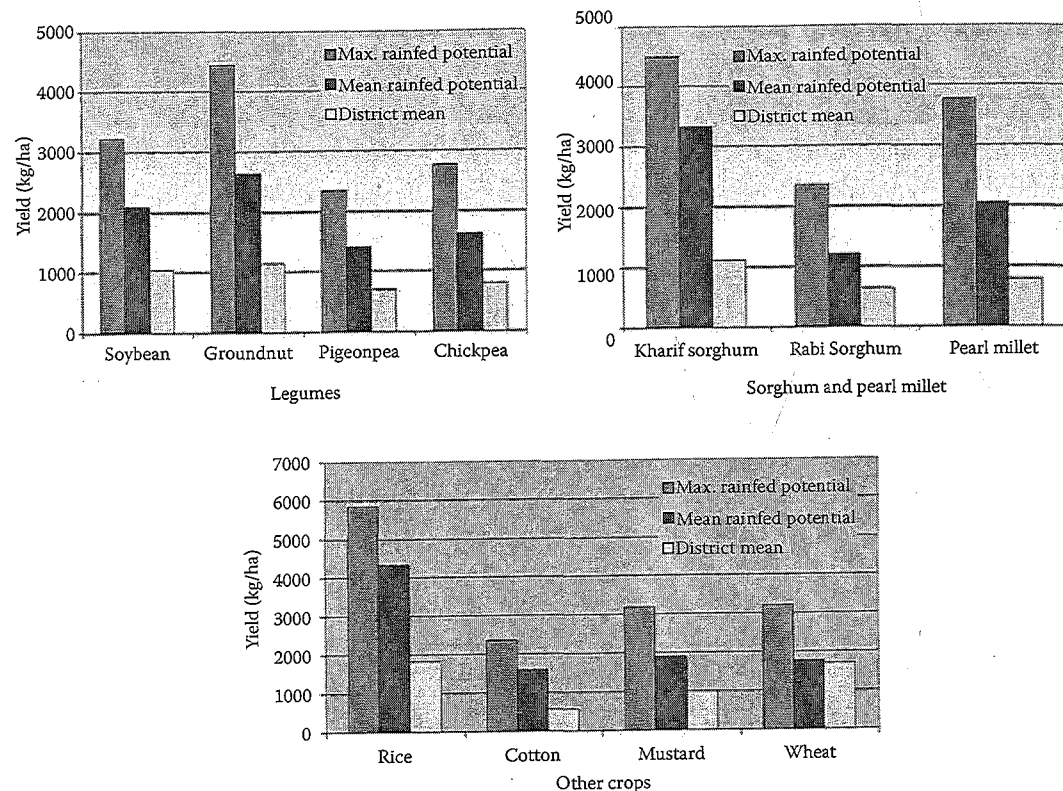 5000
4000
3000
2000
1000
0
Yield (kg/ha)
Max. rainfed potential
Mean rainfed potential
District mean
Soybean Groundnut Pigeonpea Chickpea
Legumes
5000
4000
3000
2000
1000
0
Yield (kg/ha)
Max. rainfed potential
Mean rainfed potential
District mean
Kharif sorghum Rabi Sorghum Pearl millet
Sorghum and pearl millet
7000
6000
5000
4000
3000
2000
1000
0
Yield (kg/ha)
Max. rainfed potential
Mean rainfed potential
District mean
Rice Cotton Mustard Wheat
Other crops